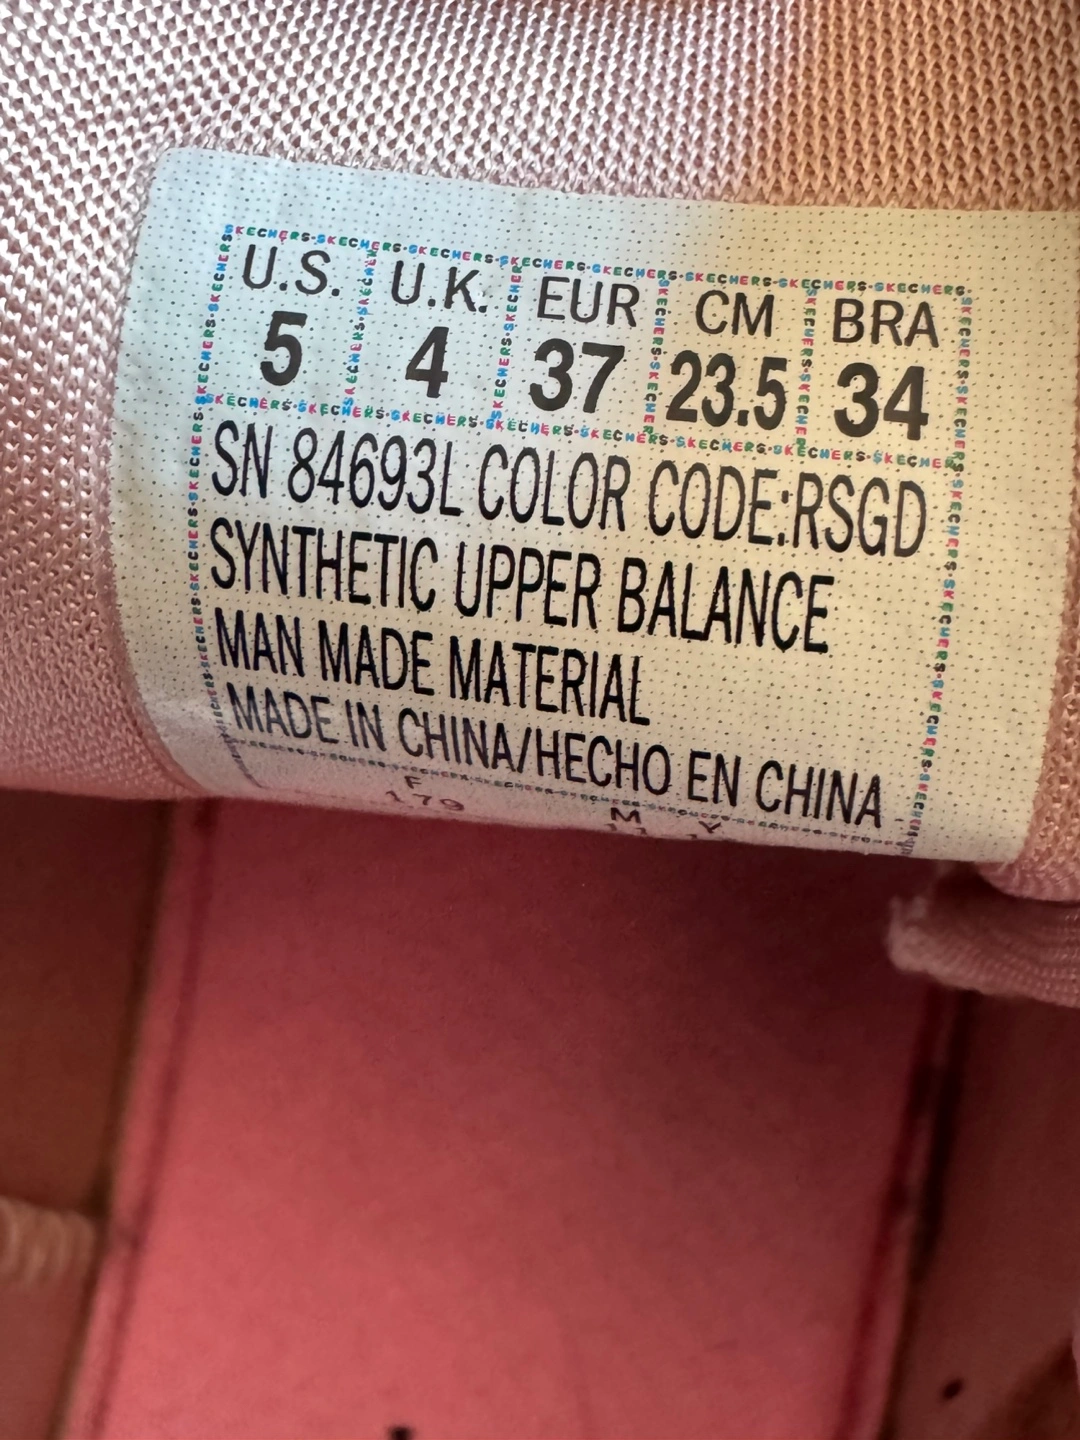 U.S. U.K. EUR CM BRA
5 4 37 23.5 34
SN 84693L COLOR CODE:RSGD
SYNTHETIC UPPER BALANCE
MAN MADE MATERIAL
MADE IN CHINA/HECHO EN CHINA
F M Y
179